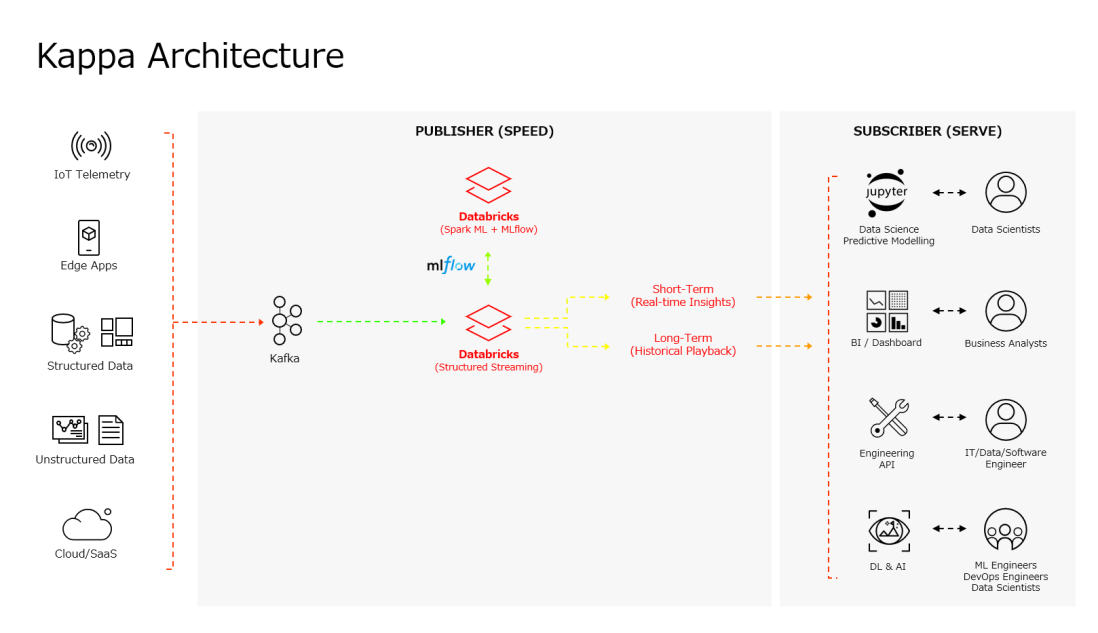 Kappa Architecture
IoT Telemetry
Edge Apps
Structured Data
Unstructured Data
Cloud/SaaS
PUBLISHER (SPEED)
Databricks
(Spark ML + MLflow)
mlflow
Kafka
Databricks
(Structured Streaming)
Short-Term
(Real-time Insights)
Long-Term
(Historical Playback)
SUBSCRIBER (SERVE)
jupyter
Data Science
Predictive Modelling
Data Scientists
BI / Dashboard
Business Analysts
Engineering
API
IT/Data/Software
Engineer
DL & AI
ML Engineers
DevOps Engineers
Data Scientists